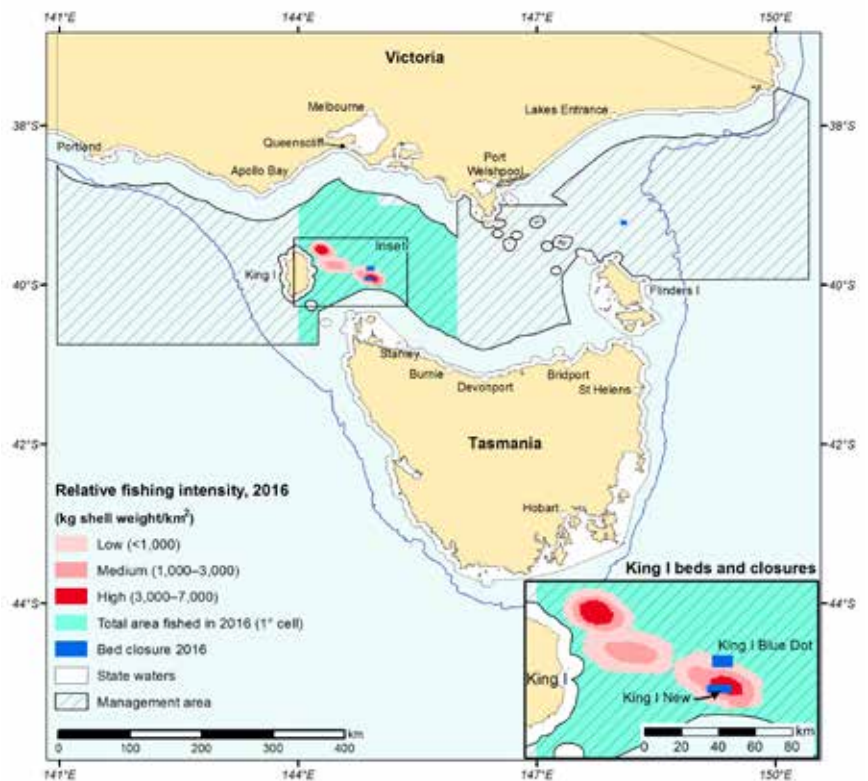 141°E 144°E 147°E 150°E
Victoria
Melbourne
Lakes Entrance
38°S 38°S
Queenscliff
Portland
Port
Welshpool
Apollo Bay
Inset
King I
40°S 40°S
Flinders I
Stanley
Burnie
Devonport
Bridport
St Helens
42°S 42°S
Tasmania
Hobart
Relative fishing intensity, 2016
(kg shell weight/km²)
Low (<1,000)
Medium (1,000–3,000)
High (3,000–7,000)
Total area fished in 2016 (1° cell)
Bed closure 2016
State waters
Management area
km
0 100 200 300 400
44°S 44°S
King I beds and closures
King I Blue Dot
King I
King I New
km
0 20 40 60 80
141°E 144°E 147°E 150°E